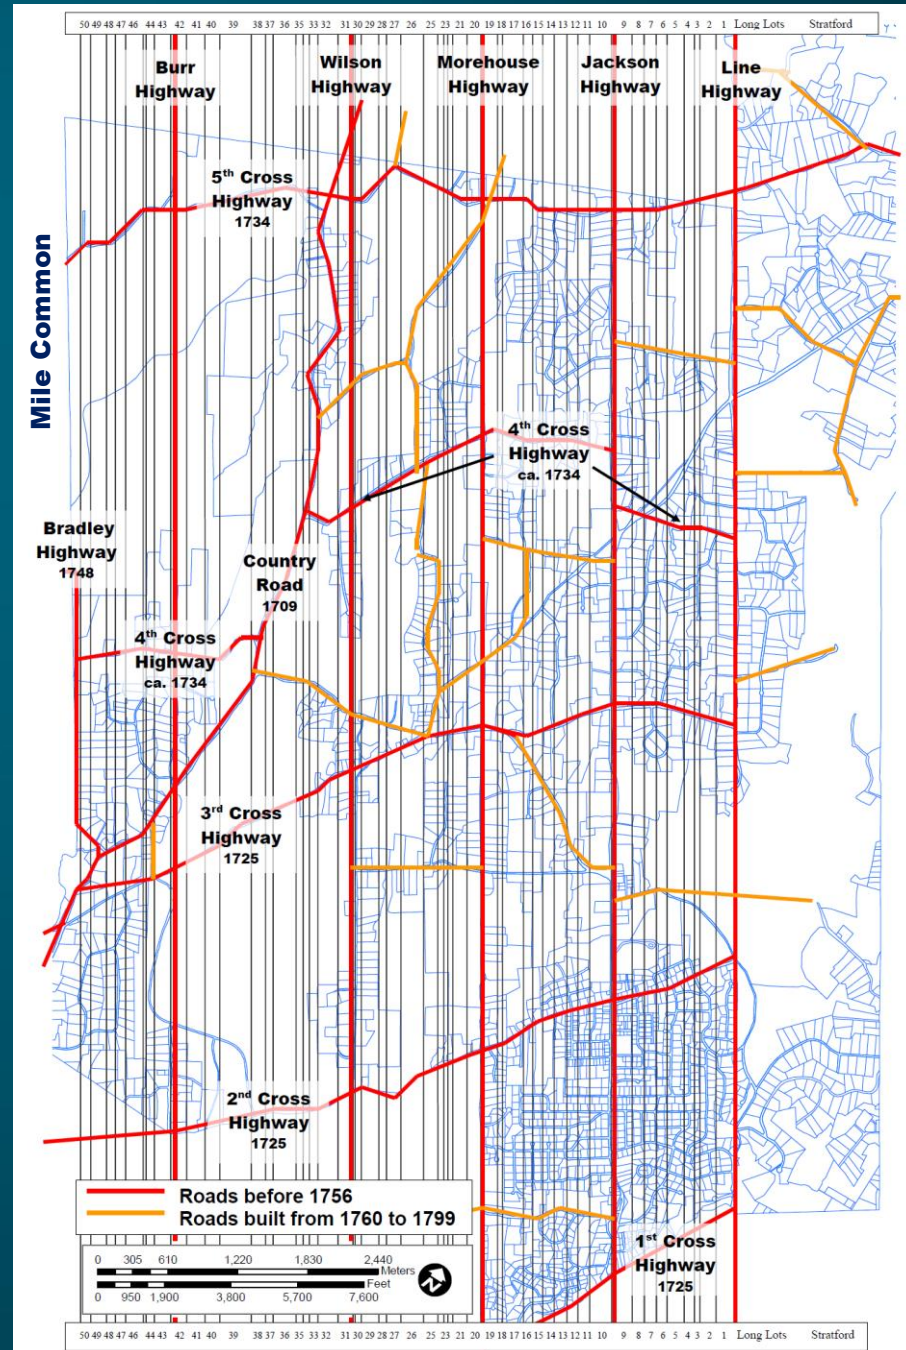 50 49 48 47 46 44 43 42 41 40 39 38 37 36 35 34 33 32 31 30 29 28 27 26 25 24 23 22 21 20 19 18 17 16 15 14 13 12 11 10 9 8 7 6 5 4 3 2 1 Long Lots Stratford
Burr
Highway
Wilson
Highway
Morehouse
Highway
Jackson
Highway
Line
Highway
5th Cross
Highway
1734
Mile Common
4th Cross
Highway
ca. 1734
Bradley
Highway
1748
Country
Road
1709
4th Cross
Highway
ca. 1734
3rd Cross
Highway
1725
2nd Cross
Highway
1725
Roads before 1756
Roads built from 1760 to 1799
1st Cross
Highway
1725
0 305 610 1,220 1,830 2,440
Meters
Feet
0 950 1,900 3,800 5,700 7,600
50 49 48 47 46 44 43 42 41 40 39 38 37 36 35 34 33 32 31 30 29 28 27 26 25 24 23 22 21 20 19 18 17 16 15 14 13 12 11 10 9 8 7 6 5 4 3 2 1 Long Lots Stratford